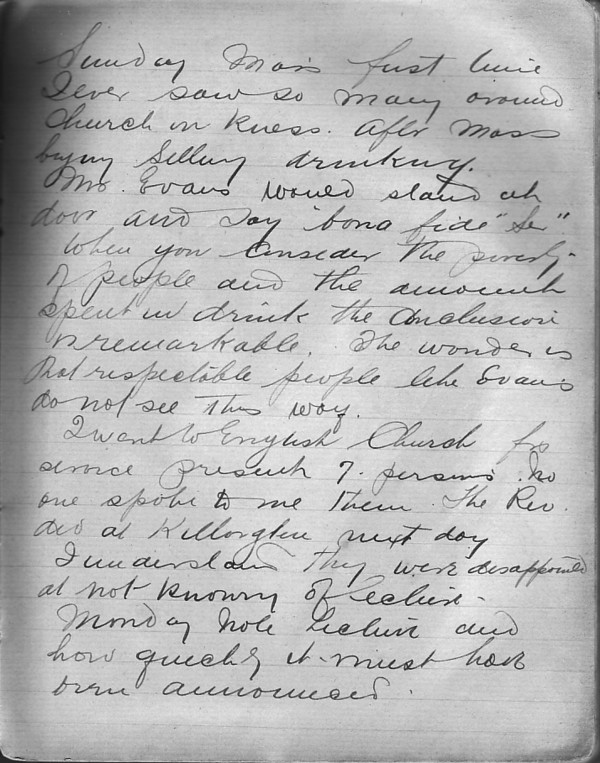 Sunday Mass first time
I ever saw so many around
Church on Knees. After Mass
buying selling drinking.
Mr. Evans would stand at
door and say "bona fide" "Sir".
When you consider the poverty
of people and the amount
spent in drink the conclusion
is remarkable. The wonder is
that respectable people like Evans
do not see this way.
I went to English Church for
service present 7. persons. No
one spoke to me then. The Rev.
did at Killorglin next day
I understand they were disappointed
at not knowing of lecture.
Monday Note Lecture and
how quickly it must have
been announced.